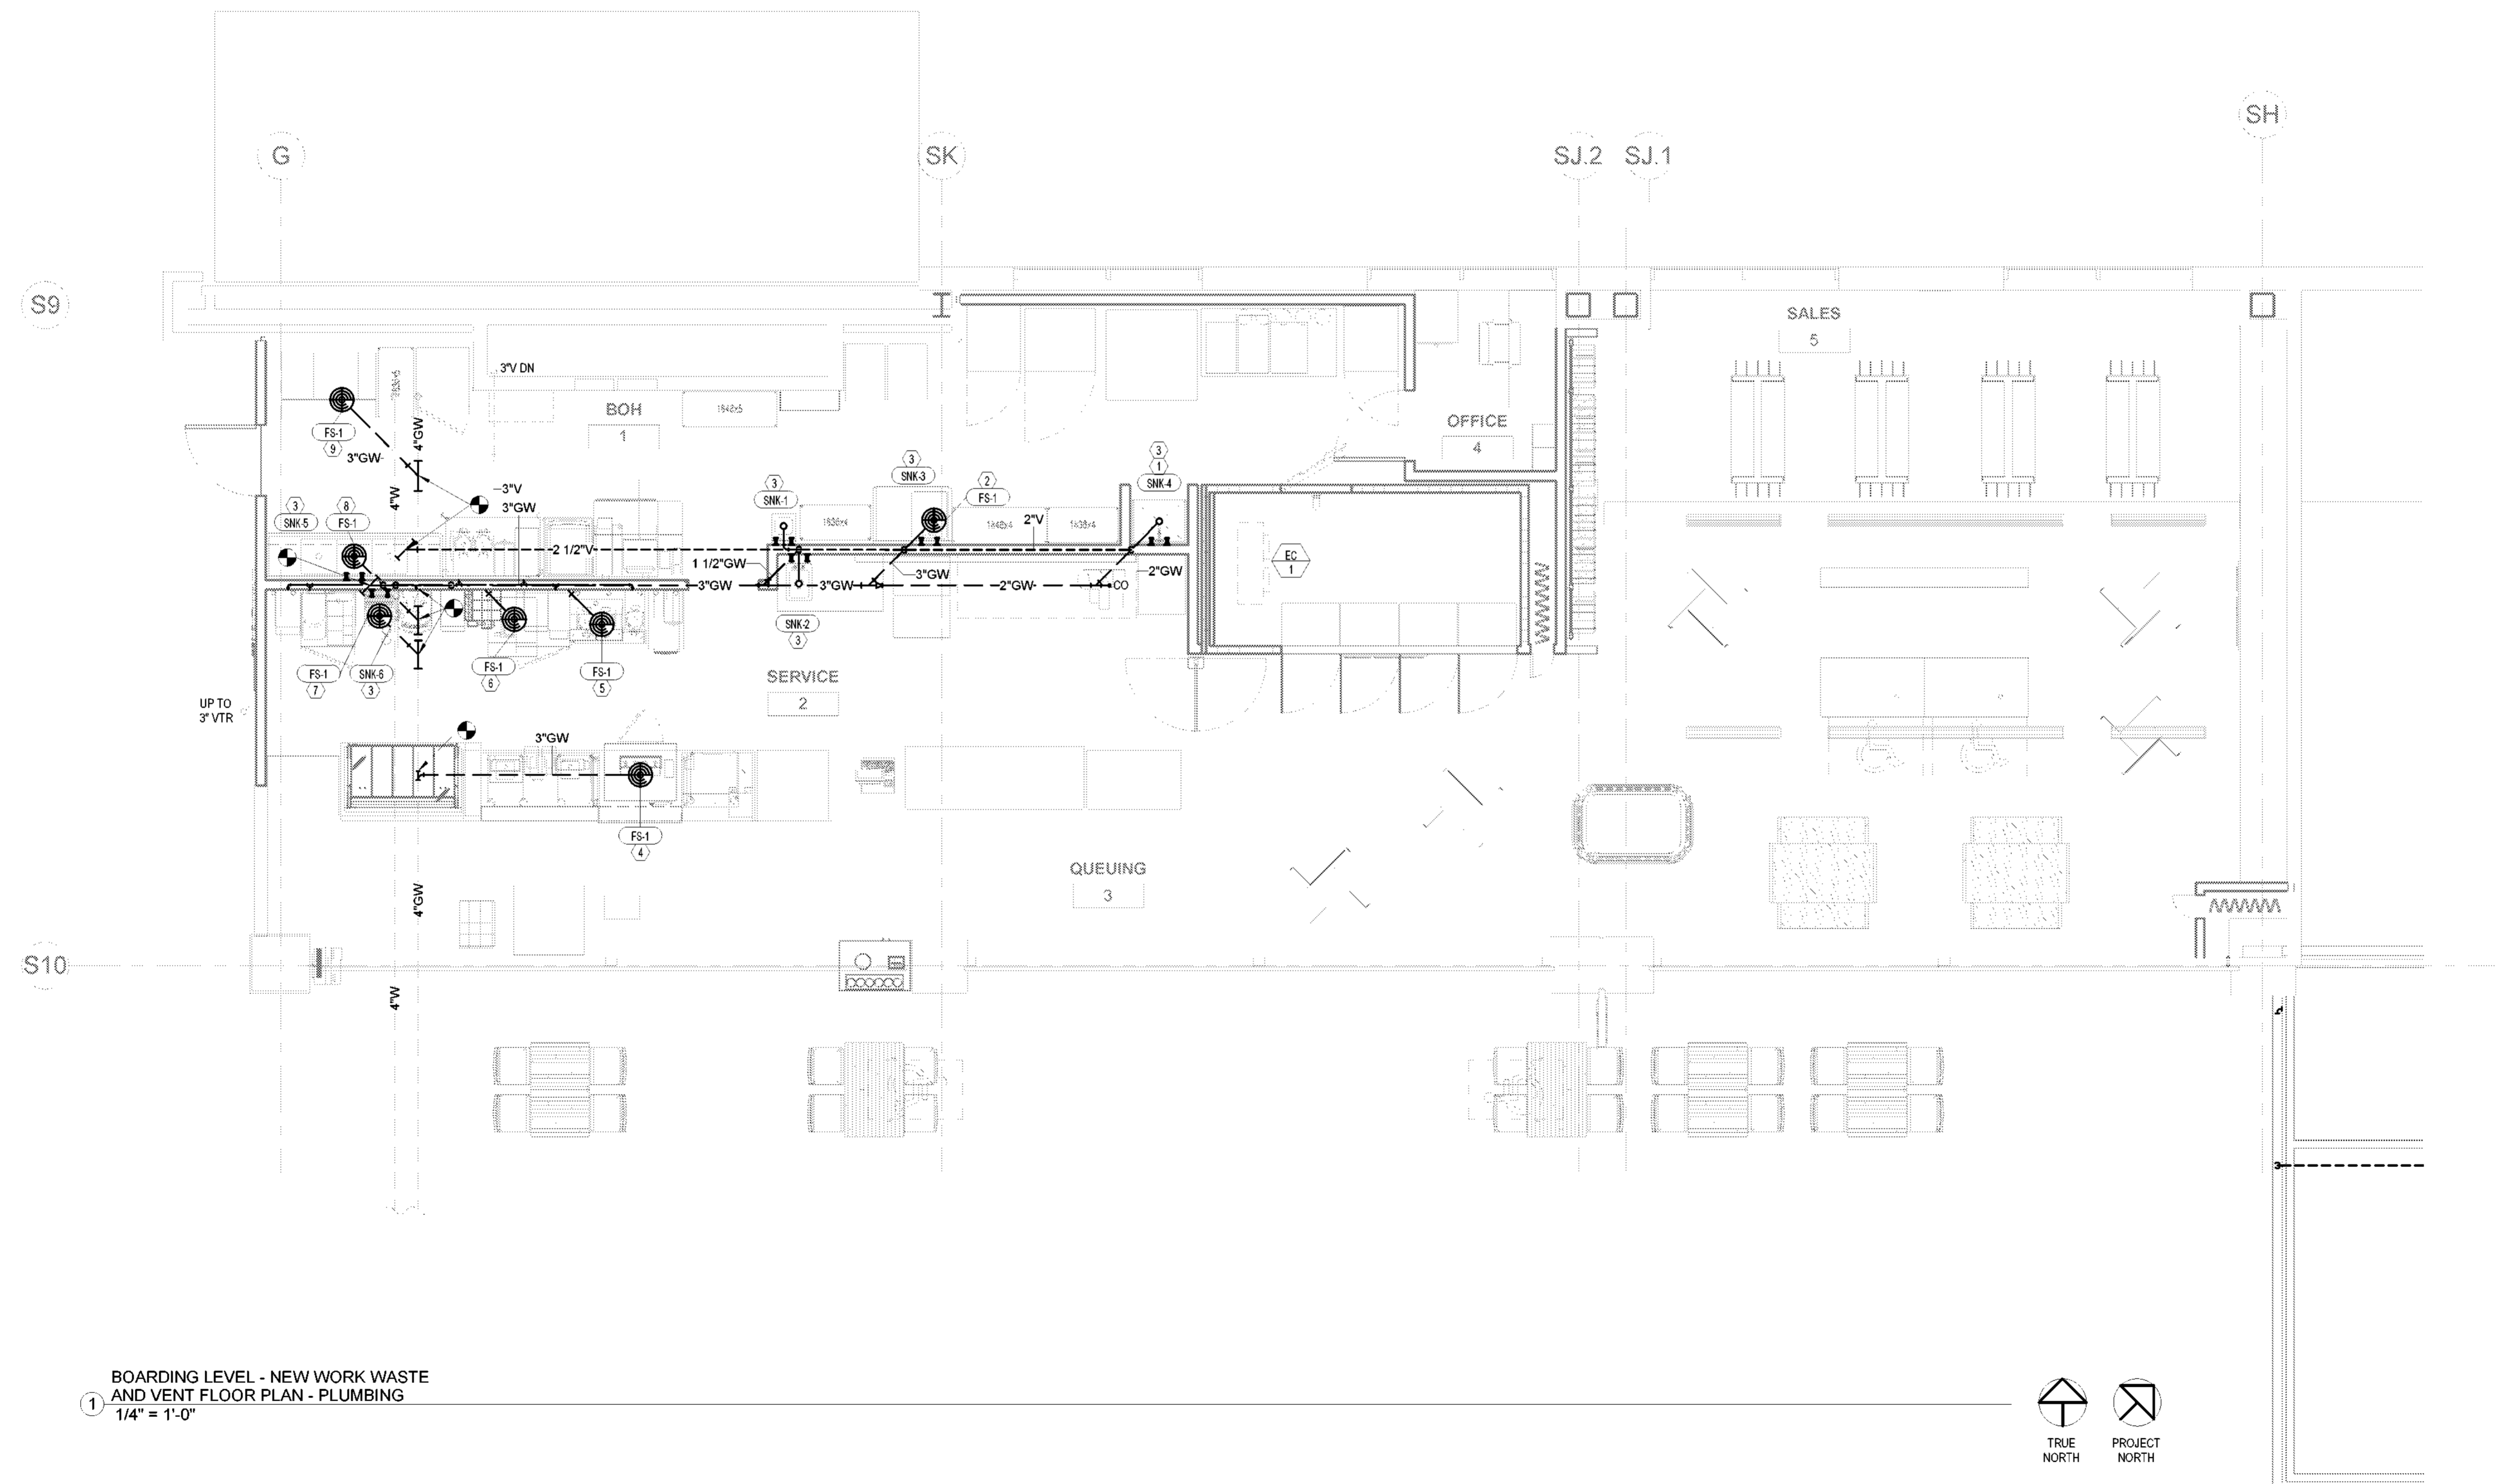 SH
G
SK
SJ.2
SJ.1
S9
SALES
5
3"V DN
1836x5
BOH
1
1848x5
OFFICE
4
FS-1
9
3"GW
4"GW
4"W
3"V
3"GW
3
SNK-5
8
FS-1
3
SNK-1
3
SNK-3
2
FS-1
3
1
SNK-4
1836x4
1848x4
1836x4
2"V
2 1/2"V
1 1/2"GW
3"GW
3"GW
3"GW
2"GW
2"GW
CO
EC
1
SNK-2
3
FS-1
7
SNK-6
3
FS-1
6
FS-1
5
SERVICE
2
UP TO
3" VTR
3"GW
FS-1
4
QUEUING
3
4"GW
S10
4"W
BOARDING LEVEL - NEW WORK WASTE
AND VENT FLOOR PLAN - PLUMBING
1
1/4" = 1'-0"
TRUE
NORTH
PROJECT
NORTH